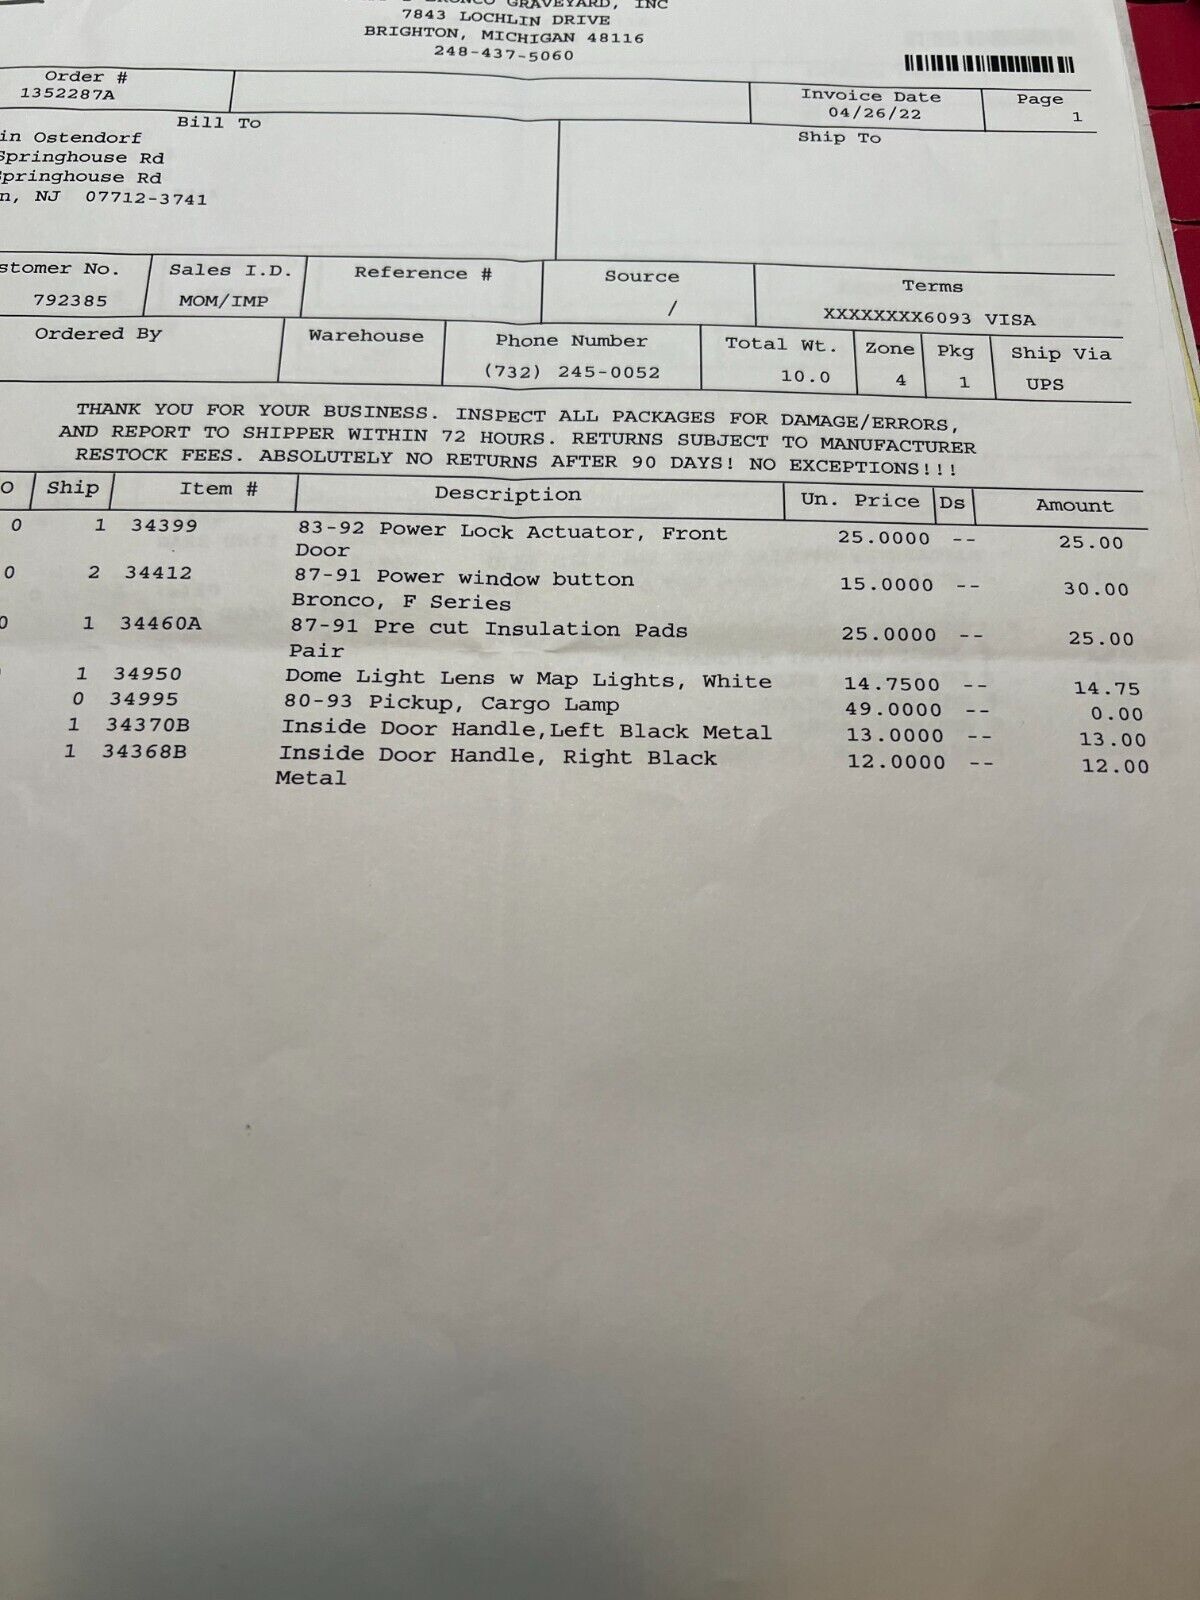 BRONCO GRAVEYARD, INC
7843 LOCHLIN DRIVE
BRIGHTON, MICHIGAN 48116
248-437-5060
Order #
1352287A
Invoice Date
04/26/22
Page
1
Bill To
Ship To
in Ostendorf
Springhouse Rd
Springhouse Rd
n, NJ 07712-3741
stomer No. Sales I.D. Reference # Source Terms
792385 MOM/IMP / XXXXXXXX6093 VISA
Ordered By Warehouse Phone Number Total Wt. Zone Pkg Ship Via
(732) 245-0052 10.0 4 1 UPS
THANK YOU FOR YOUR BUSINESS. INSPECT ALL PACKAGES FOR DAMAGE/ERRORS,
AND REPORT TO SHIPPER WITHIN 72 HOURS. RETURNS SUBJECT TO MANUFACTURER
RESTOCK FEES. ABSOLUTELY NO RETURNS AFTER 90 DAYS! NO EXCEPTIONS!!!
O Ship Item # Description Un. Price Ds Amount
0 1 34399 83-92 Power Lock Actuator, Front 25.0000 -- 25.00
Door
0 2 34412 87-91 Power window button 15.0000 -- 30.00
Bronco, F Series
0 1 34460A 87-91 Pre cut Insulation Pads 25.0000 -- 25.00
Pair
1 34950 Dome Light Lens w Map Lights, White 14.7500 -- 14.75
0 34995 80-93 Pickup, Cargo Lamp 49.0000 -- 0.00
1 34370B Inside Door Handle,Left Black Metal 13.0000 -- 13.00
1 34368B Inside Door Handle, Right Black 12.0000 -- 12.00
Metal